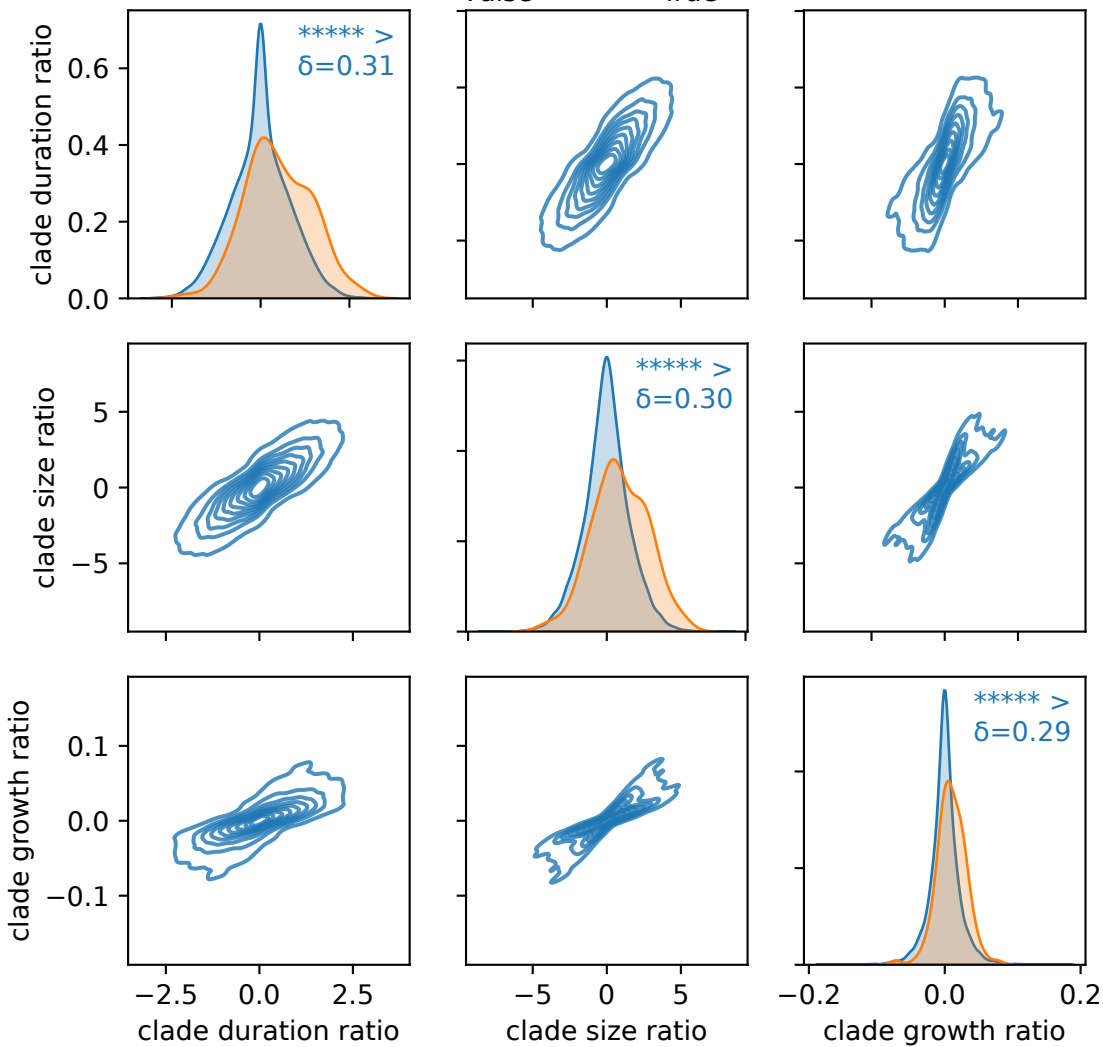 ***** >
δ=0.31
0.6
0.4
0.2
0.0
clade duration ratio
***** >
δ=0.30
5
0
−5
clade size ratio
***** >
δ=0.29
0.1
0.0
−0.1
clade growth ratio
−2.5 0.0 2.5
clade duration ratio
−5 0 5
clade size ratio
−0.2 0.0 0.2
clade growth ratio